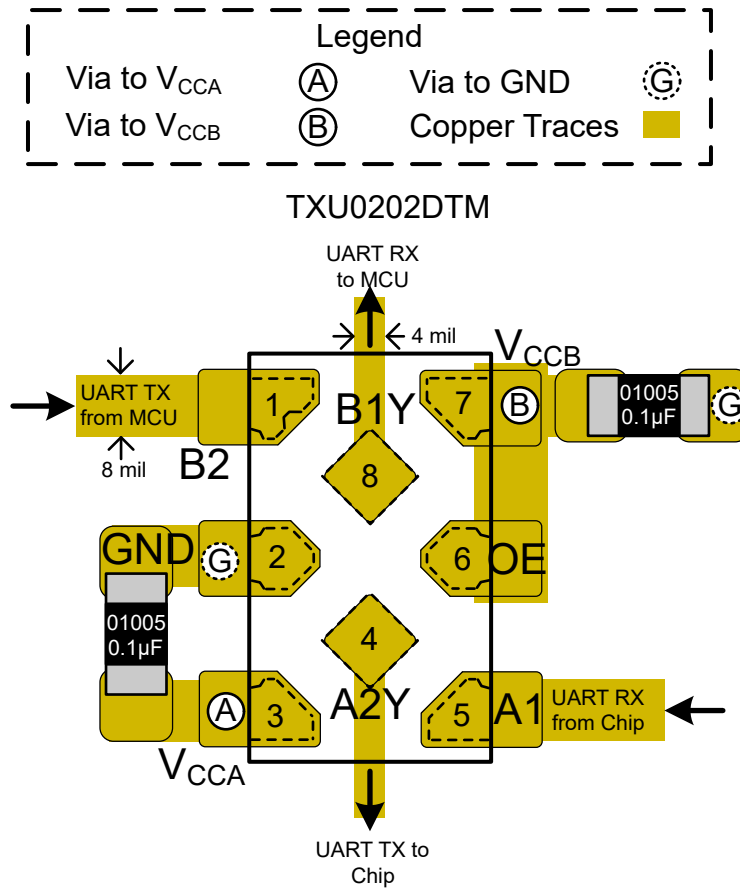 Legend
Via to VCCA A Via to GND G
Via to VCCB B Copper Traces
TXU0202DTM
UART RX
to MCU
4 mil
VCCB
UART TX
from MCU
8 mil
1
B1Y
7
B
01005
0.1µF
G
B2
8
GND
G
2
6
OE
01005
0.1µF
4
A
3
A2Y
5
A1
UART RX
from Chip
VCCA
UART TX to
Chip